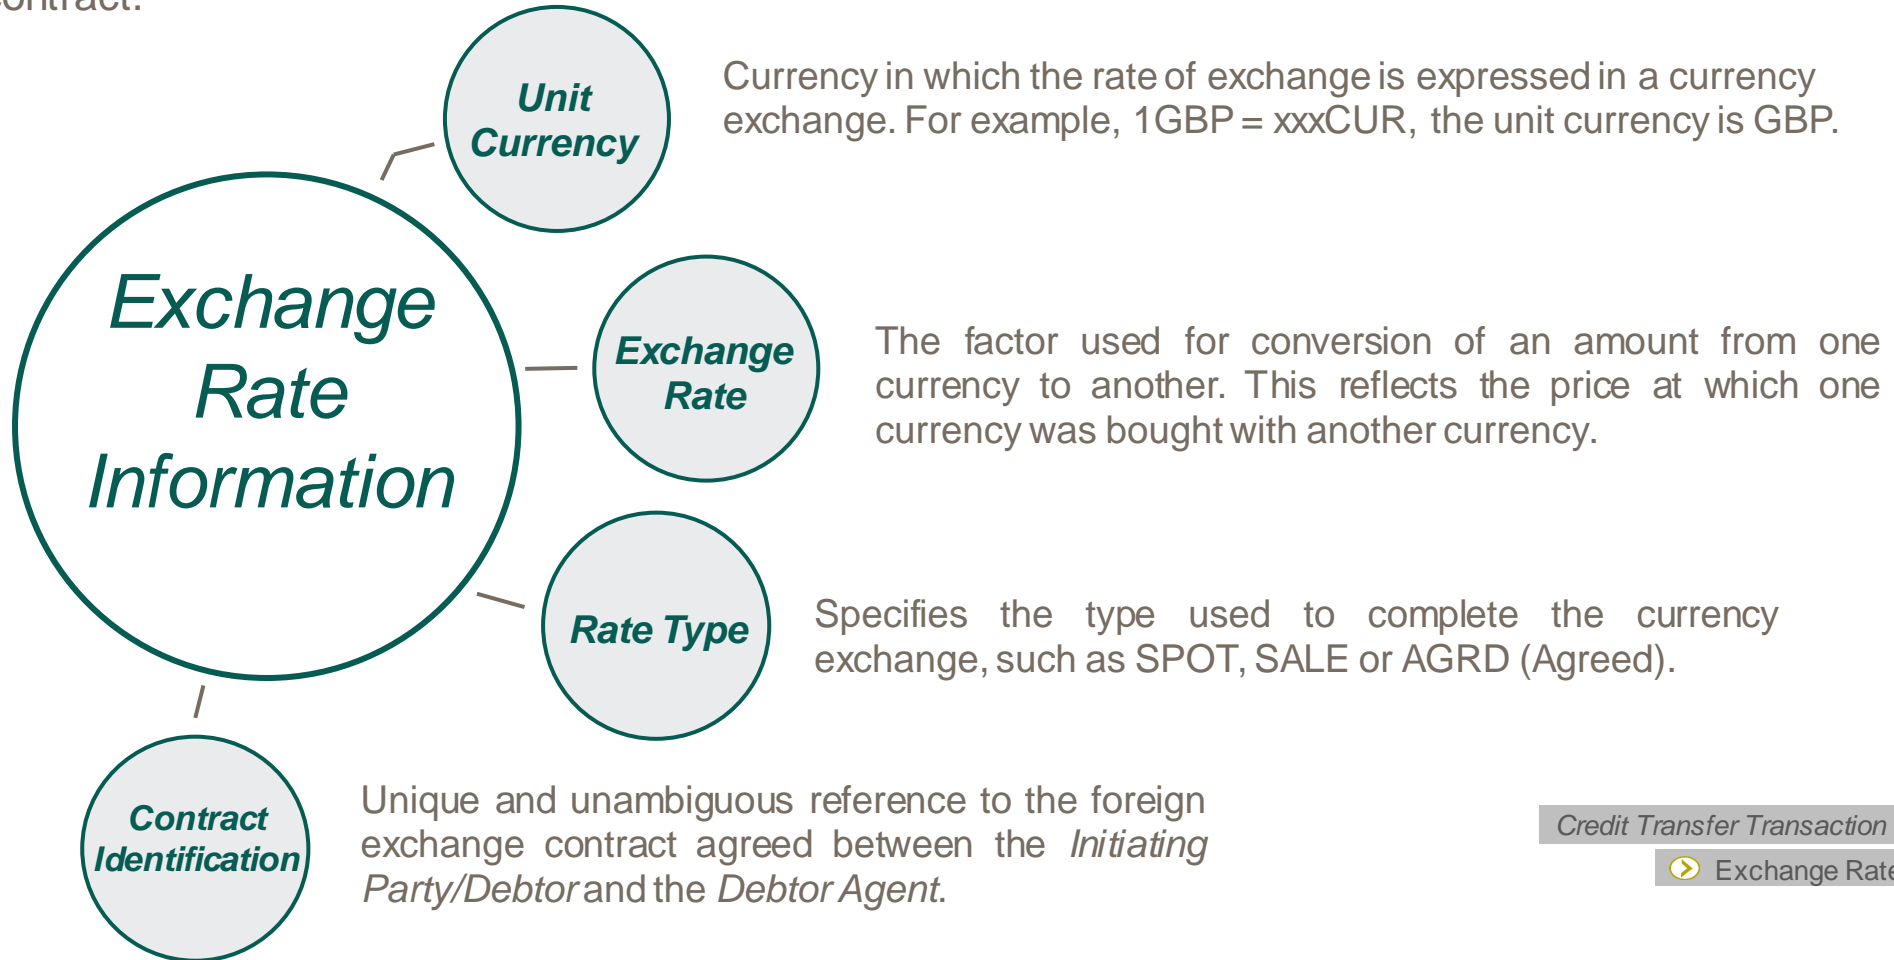 contract.
Unit
Currency
Currency in which the rate of exchange is expressed in a currency
exchange. For example, 1GBP = xxxCUR, the unit currency is GBP.
Exchange
Rate
Information
Exchange
Rate
The factor used for conversion of an amount from one
currency to another. This reflects the price at which one
currency was bought with another currency.
Rate Type
Specifies the type used to complete the currency
exchange, such as SPOT, SALE or AGRD (Agreed).
Contract
Identification
Unique and unambiguous reference to the foreign
exchange contract agreed between the Initiating
Party/Debtor and the Debtor Agent.
Credit Transfer Transaction
Exchange Rate